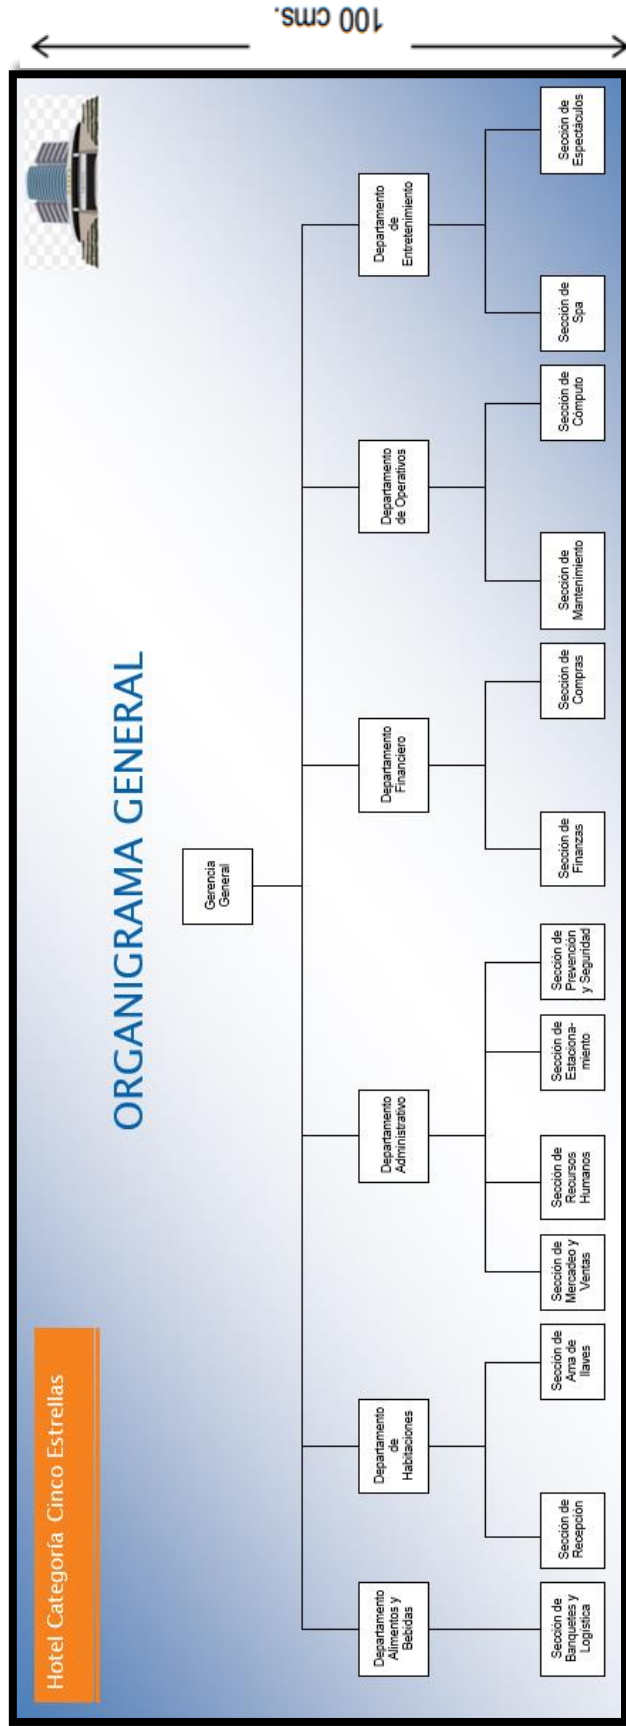 100 cms.
Hotel Categoría Cinco Estrellas
ORGANIGRAMA GENERAL
Gerencia
General
Departamento
Alimentos y
Bebidas
Departamento
de
Habitaciones
Departamento
Administrativo
Departamento
Financiero
Departamento
de Operativos
Departamento
de
Entretenimiento
Sección de
Banquetes y
Logística
Sección de
Recepción
Sección de
Ama de
llaves
Sección de
Mercadeo y
Ventas
Sección de
Recursos
Humanos
Sección de
Estaciona-
miento
Sección de
Prevención
y Seguridad
Sección de
Finanzas
Sección de
Compras
Sección de
Mantenimiento
Sección de
Cómputo
Sección de
Spa
Sección de
Espectáculos